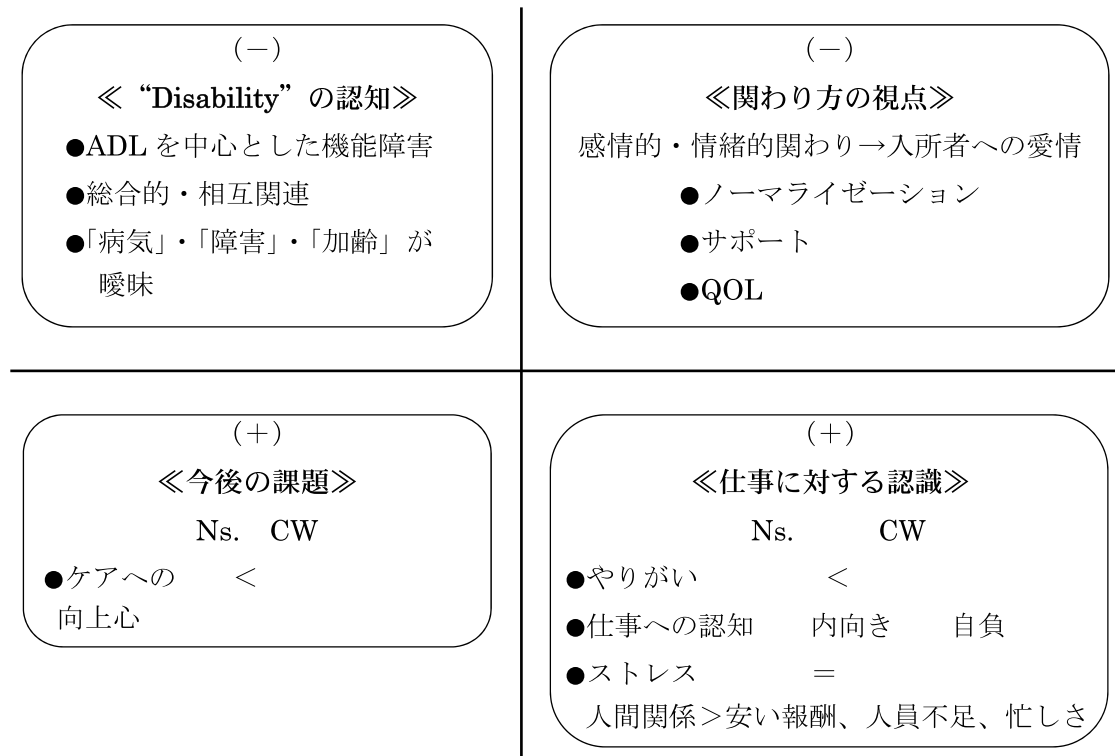 (－)
≪“Disability”の認知≫
●ADL を中心とした機能障害
●総合的・相互関連
●「病気」・「障害」・「加齢」が
曖昧
(－)
≪関わり方の視点≫
感情的・情緒的関わり→入所者への愛情
●ノーマライゼーション
●サポート
●QOL
(＋)
≪今後の課題≫
Ns. CW
●ケアへの ＜
向上心
(＋)
≪仕事に対する認識≫
Ns. CW
●やりがい ＜
●仕事への認知 内向き 自負
●ストレス ＝
人間関係＞安い報酬、人員不足、忙しさ